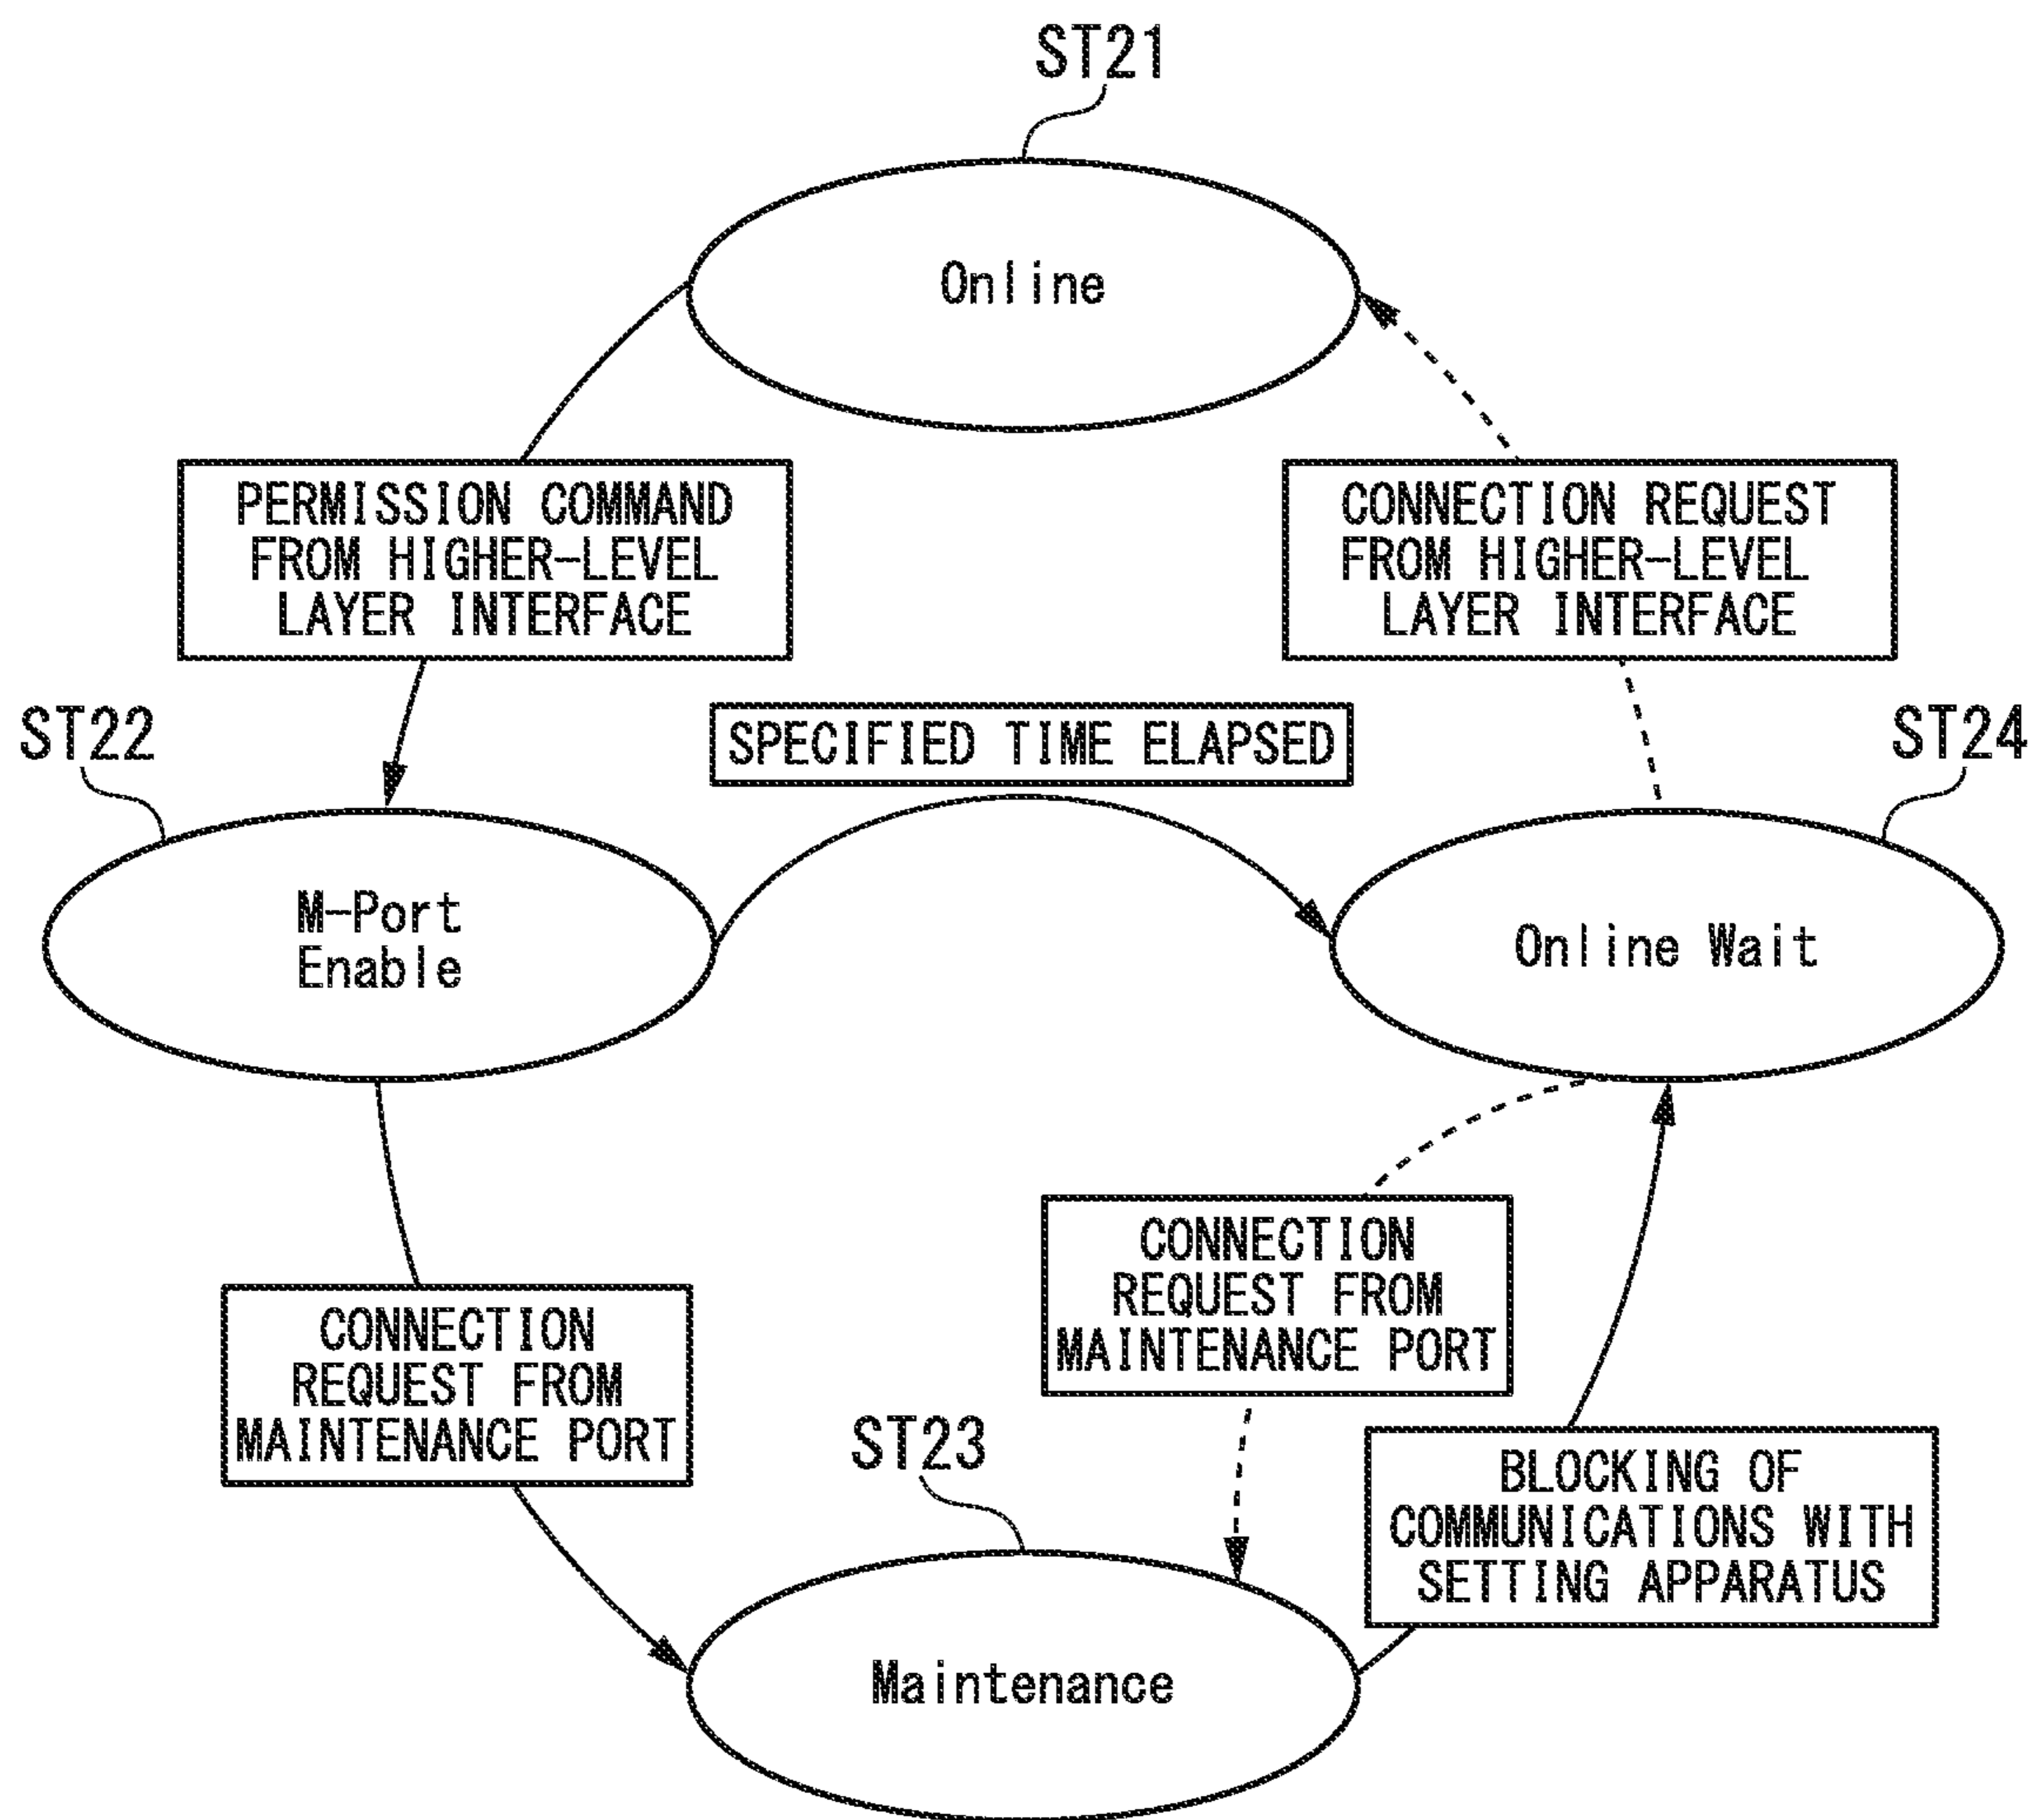 ST21
Online
PERMISSION COMMAND
FROM HIGHER-LEVEL
LAYER INTERFACE
CONNECTION REQUEST
FROM HIGHER-LEVEL
LAYER INTERFACE
ST22
SPECIFIED TIME ELAPSED
ST24
M-Port
Enable
Online Wait
CONNECTION
REQUEST FROM
MAINTENANCE PORT
CONNECTION
REQUEST FROM
MAINTENANCE PORT
ST23
BLOCKING OF
COMMUNICATIONS WITH
SETTING APPARATUS
Maintenance